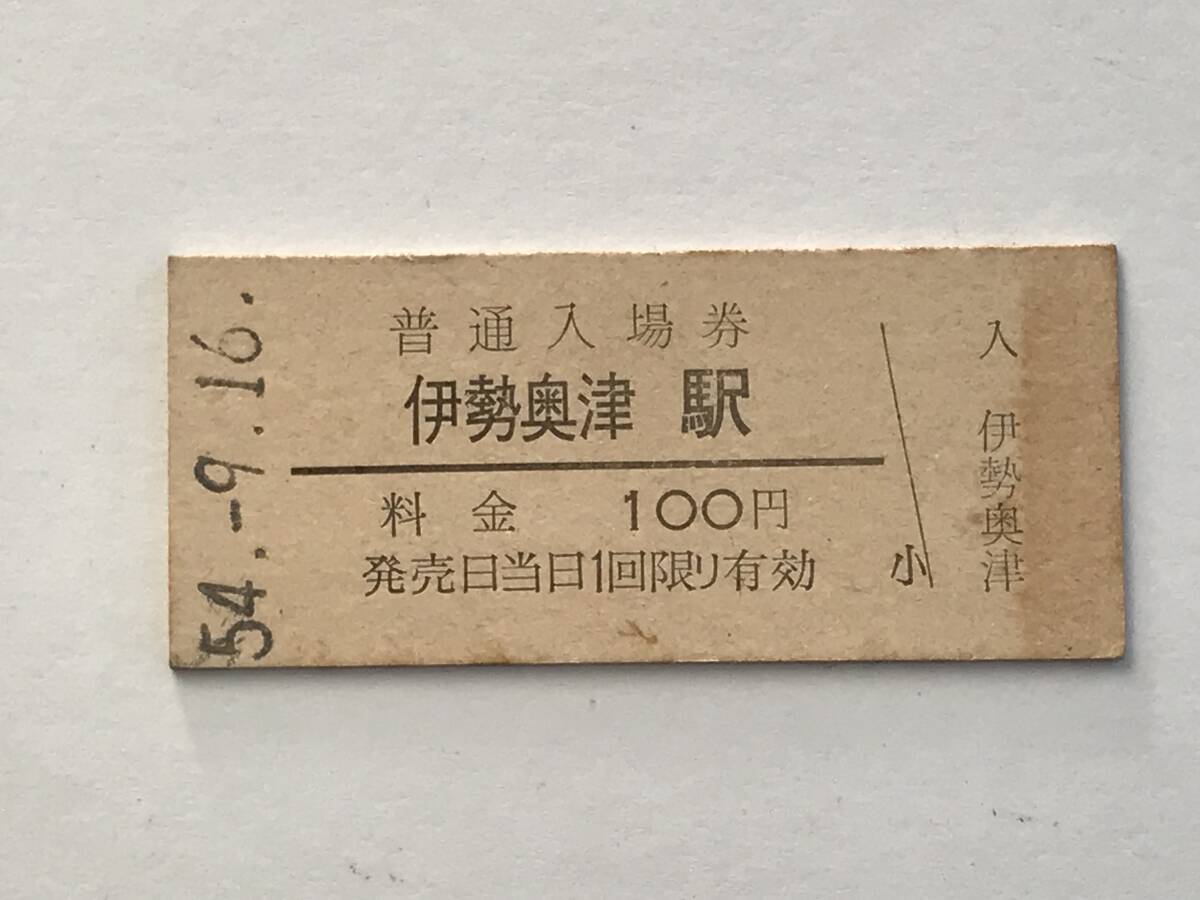 普通入場券
伊勢奥津 駅
料金 100円
発売日当日1回限り有効
小
入
伊勢奥津
54.-9.16.